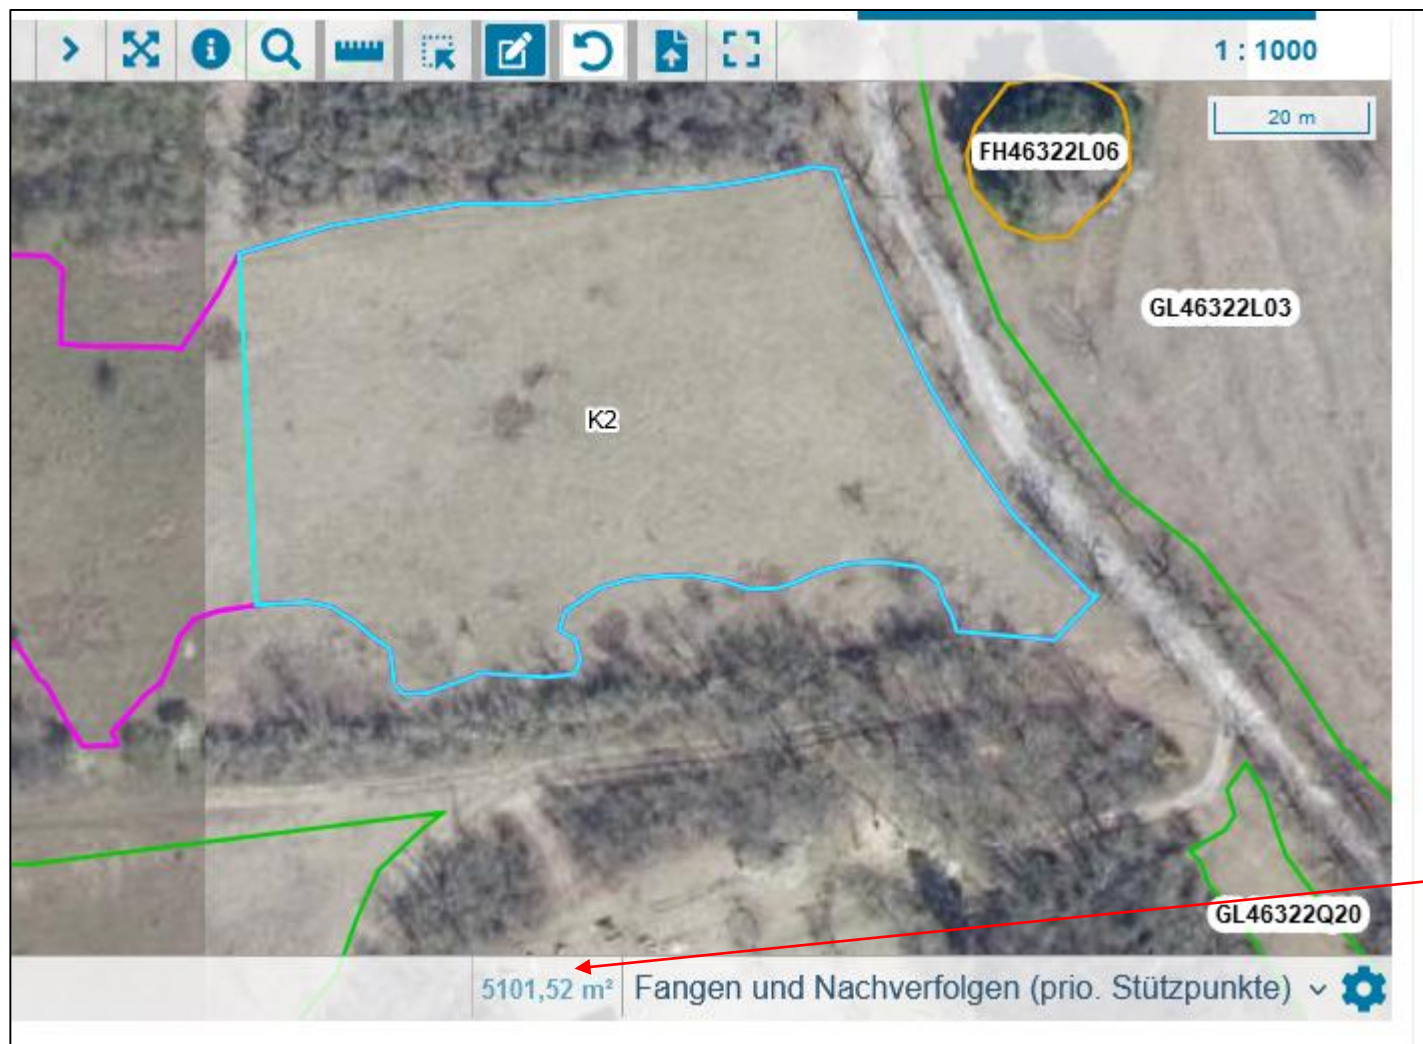 1 : 1000
20 m
FH46322L06
GL46322L03
K2
GL46322Q20
5101,52 m²
Fangen und Nachverfolgen (prio. Stützpunkte)